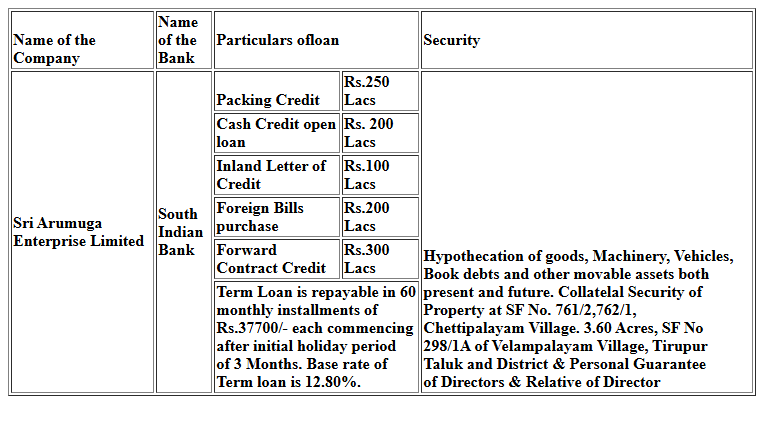 Name of the
Company
Name
of the
Bank
Particulars ofloan
Security
Sri Arumuga
Enterprise Limited
South
Indian
Bank
Packing Credit
Rs.250
Lacs
Cash Credit open
loan
Rs. 200
Lacs
Inland Letter of
Credit
Rs.100
Lacs
Foreign Bills
purchase
Rs.200
Lacs
Forward
Contract Credit
Rs.300
Lacs
Term Loan is repayable in 60
monthly installments of
Rs.37700/- each commencing
after initial holiday period
of 3 Months. Base rate of
Term loan is 12.80%.
Hypothecation of goods, Machinery, Vehicles,
Book debts and other movable assets both
present and future. Collatelal Security of
Property at SF No. 761/2,762/1,
Chettipalayam Village. 3.60 Acres, SF No
298/1A of Velampalayam Village, Tirupur
Taluk and District & Personal Guarantee
of Directors & Relative of Director